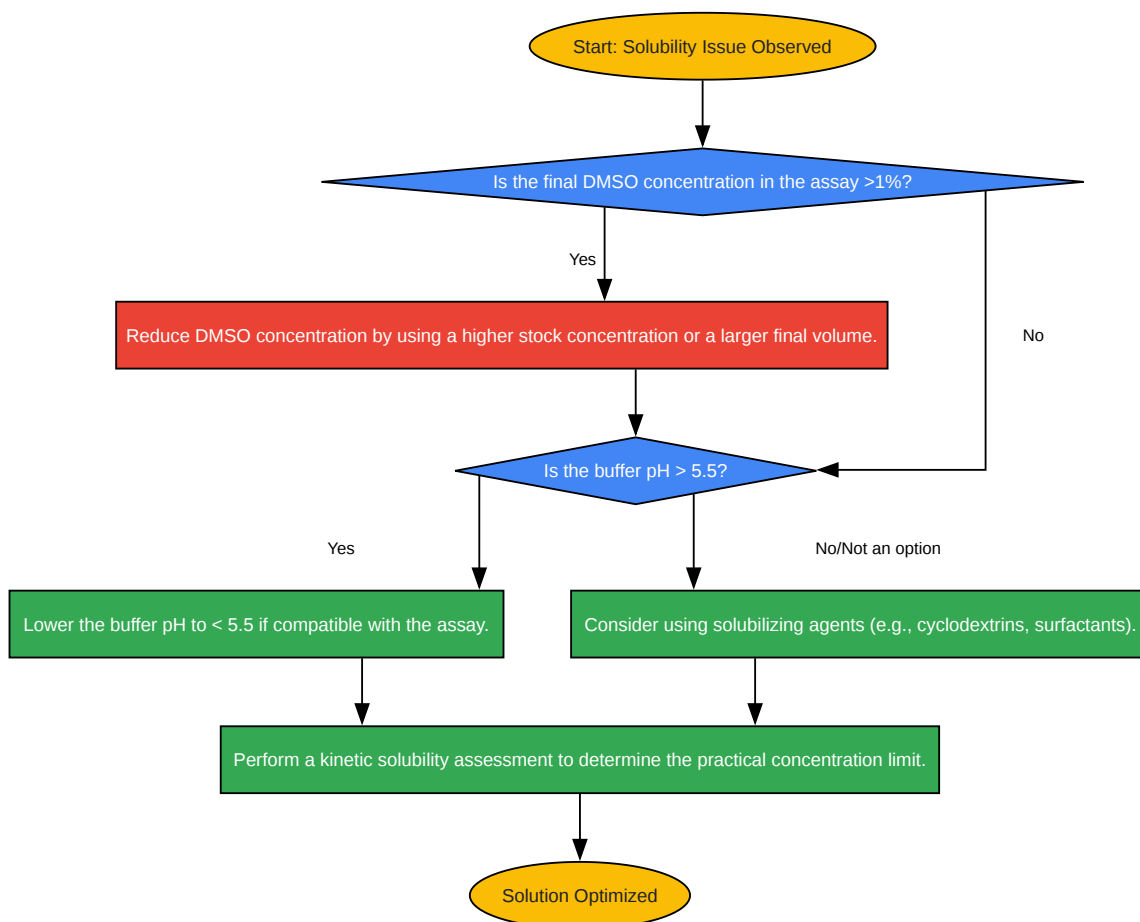 Start: Solubility Issue Observed
Is the final DMSO concentration in the assay >1%?
Yes
Reduce DMSO concentration by using a higher stock concentration or a larger final volume.
No
Is the buffer pH > 5.5?
Yes
No/Not an option
Lower the buffer pH to < 5.5 if compatible with the assay.
Consider using solubilizing agents (e.g., cyclodextrins, surfactants).
Perform a kinetic solubility assessment to determine the practical concentration limit.
Solution Optimized